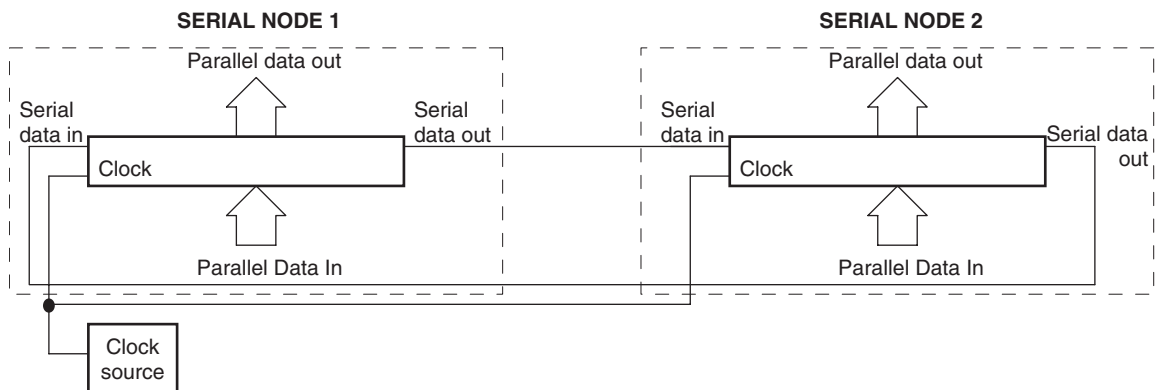 SERIAL NODE 1
Parallel data out
Serial
data in
Serial
data out
Clock
Parallel Data In
SERIAL NODE 2
Parallel data out
Serial
data in
Serial data
out
Clock
Parallel Data In
Clock
source